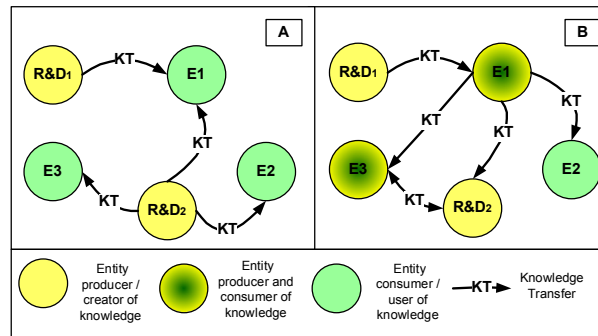 A
R&D1
KT
E1
KT
E3
KT
R&D2
KT
E2
B
R&D1
KT
E1
KT
KT
KT
E3
KT
R&D2
E2
Entity
producer /
creator of
knowledge
Entity
producer and
consumer of
knowledge
Entity
consumer /
user of
knowledge
KT
Knowledge
Transfer